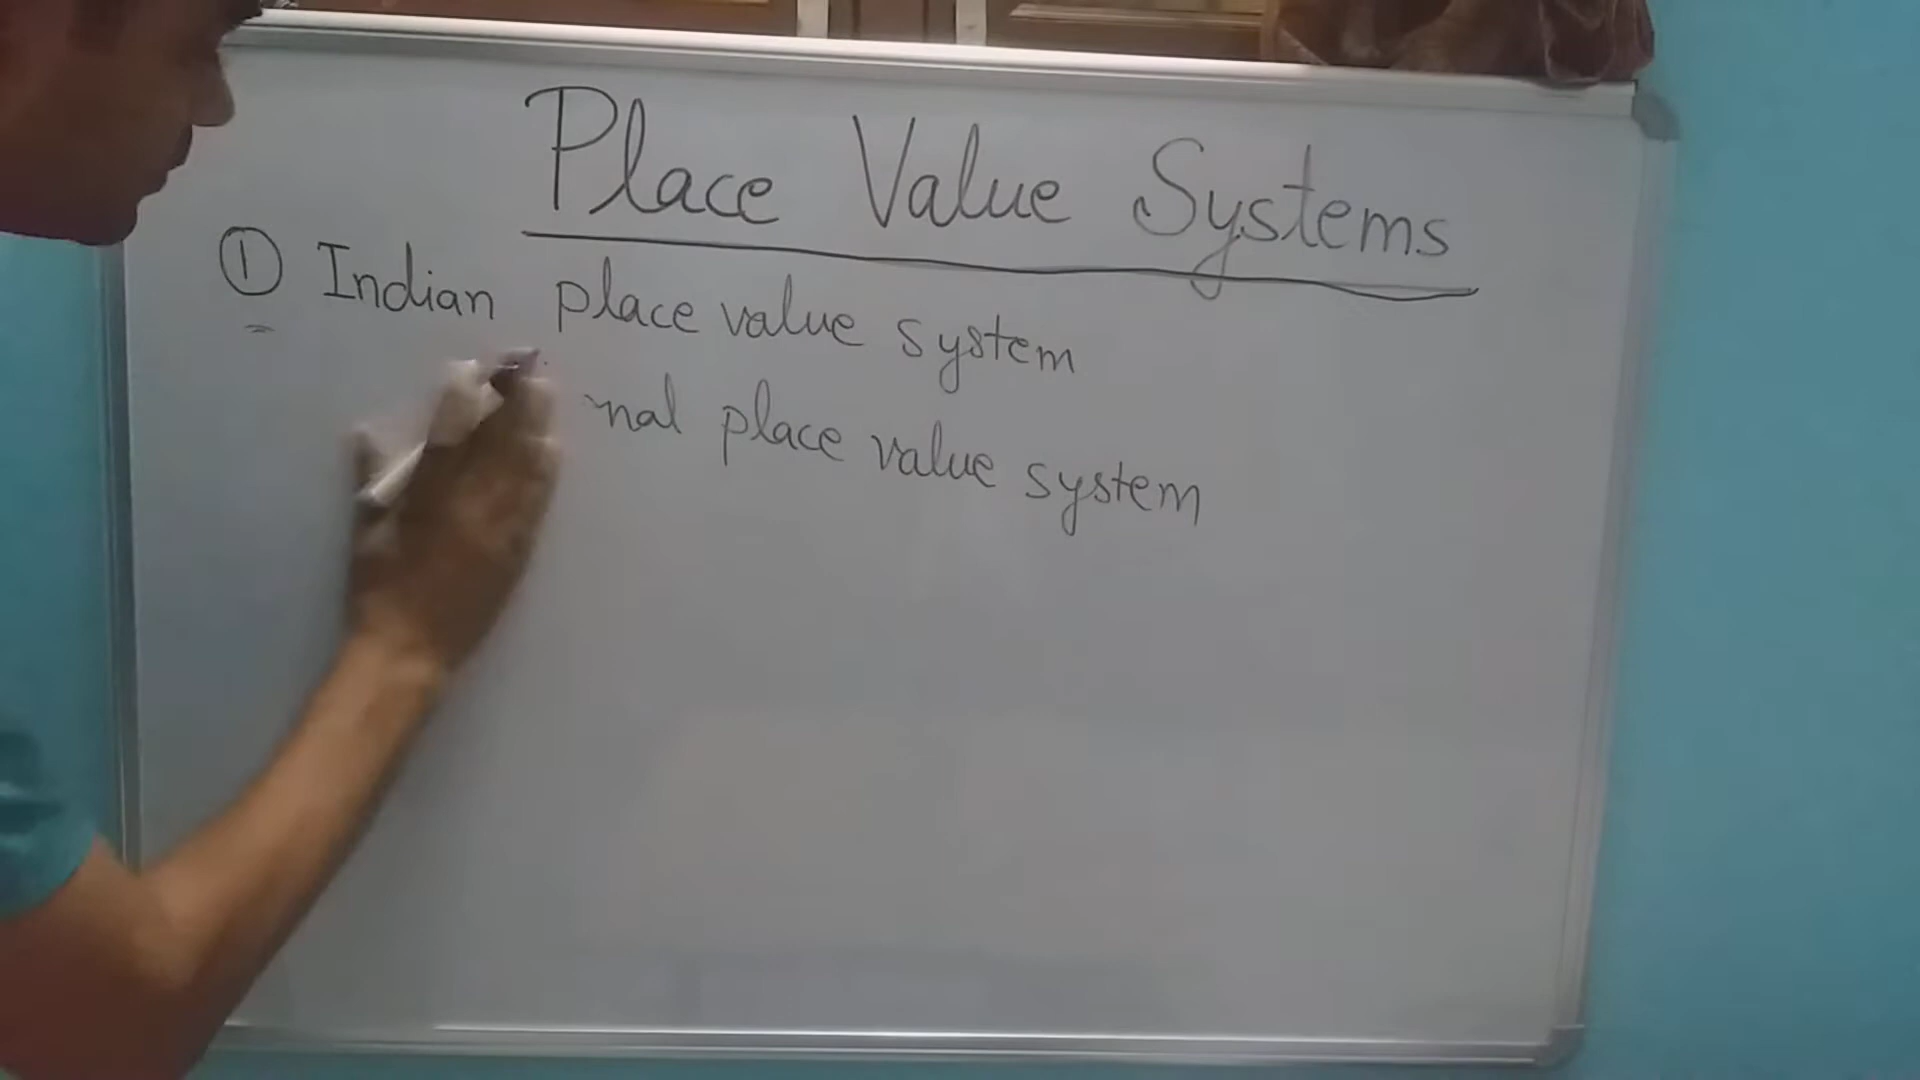 Place Value Systems
① Indian place value system
nal place value system